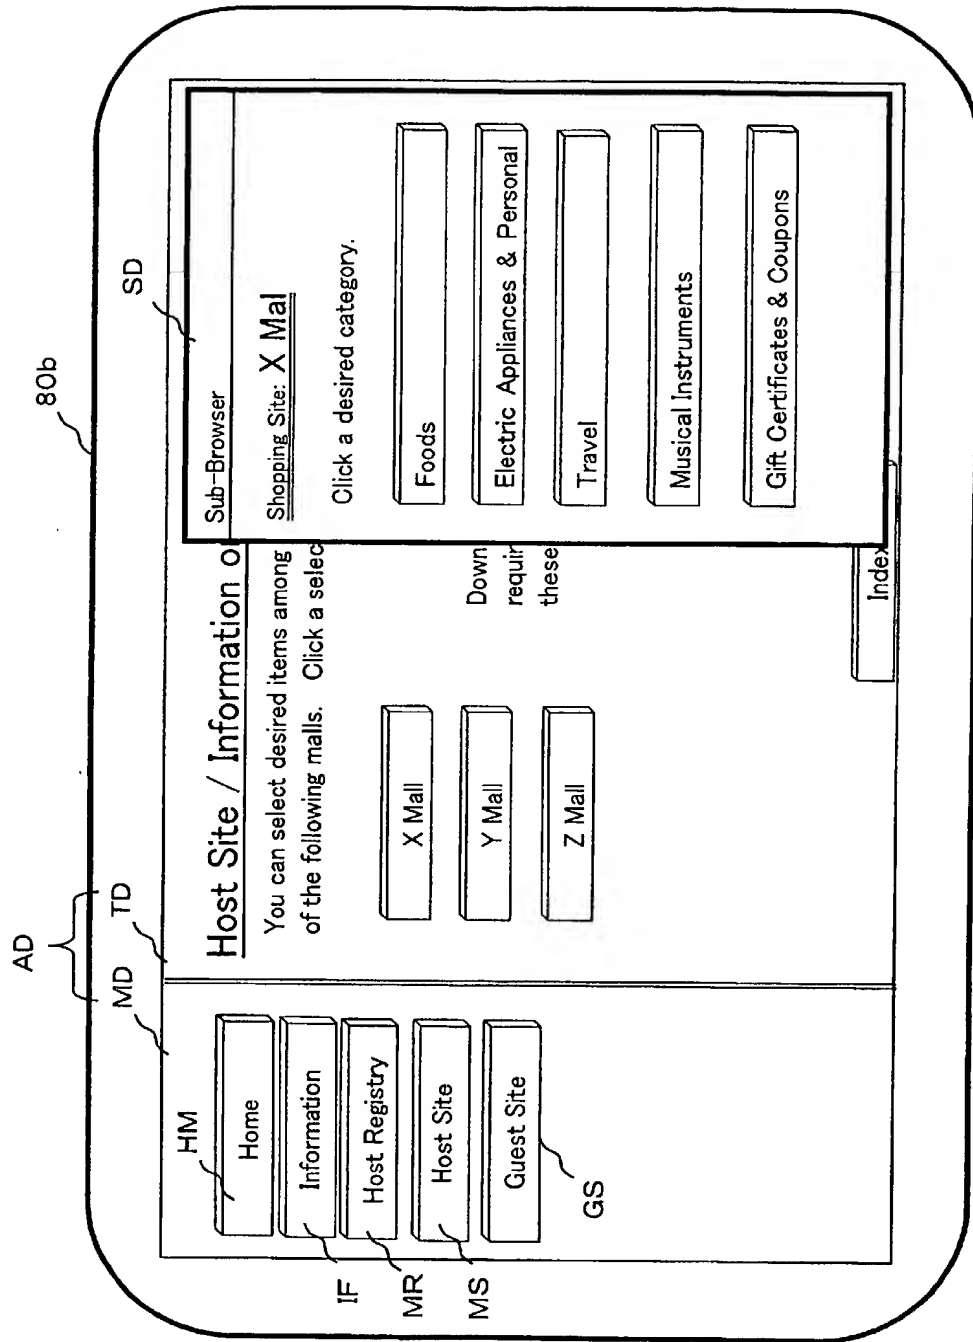 80b
AD
MD
TD
SD
HM
Home
Information
Host Registry
Host Site
Guest Site
IF
MR
MS
GS
Host Site / Information o
You can select desired items among
of the following malls. Click a selec
X Mall
Y Mall
Z Mall
Down
requir
these
Index
Sub-Browser
Shopping Site: X Mal
Click a desired category.
Foods
Electric Appliances & Personal
Travel
Musical Instruments
Gift Certificates & Coupons